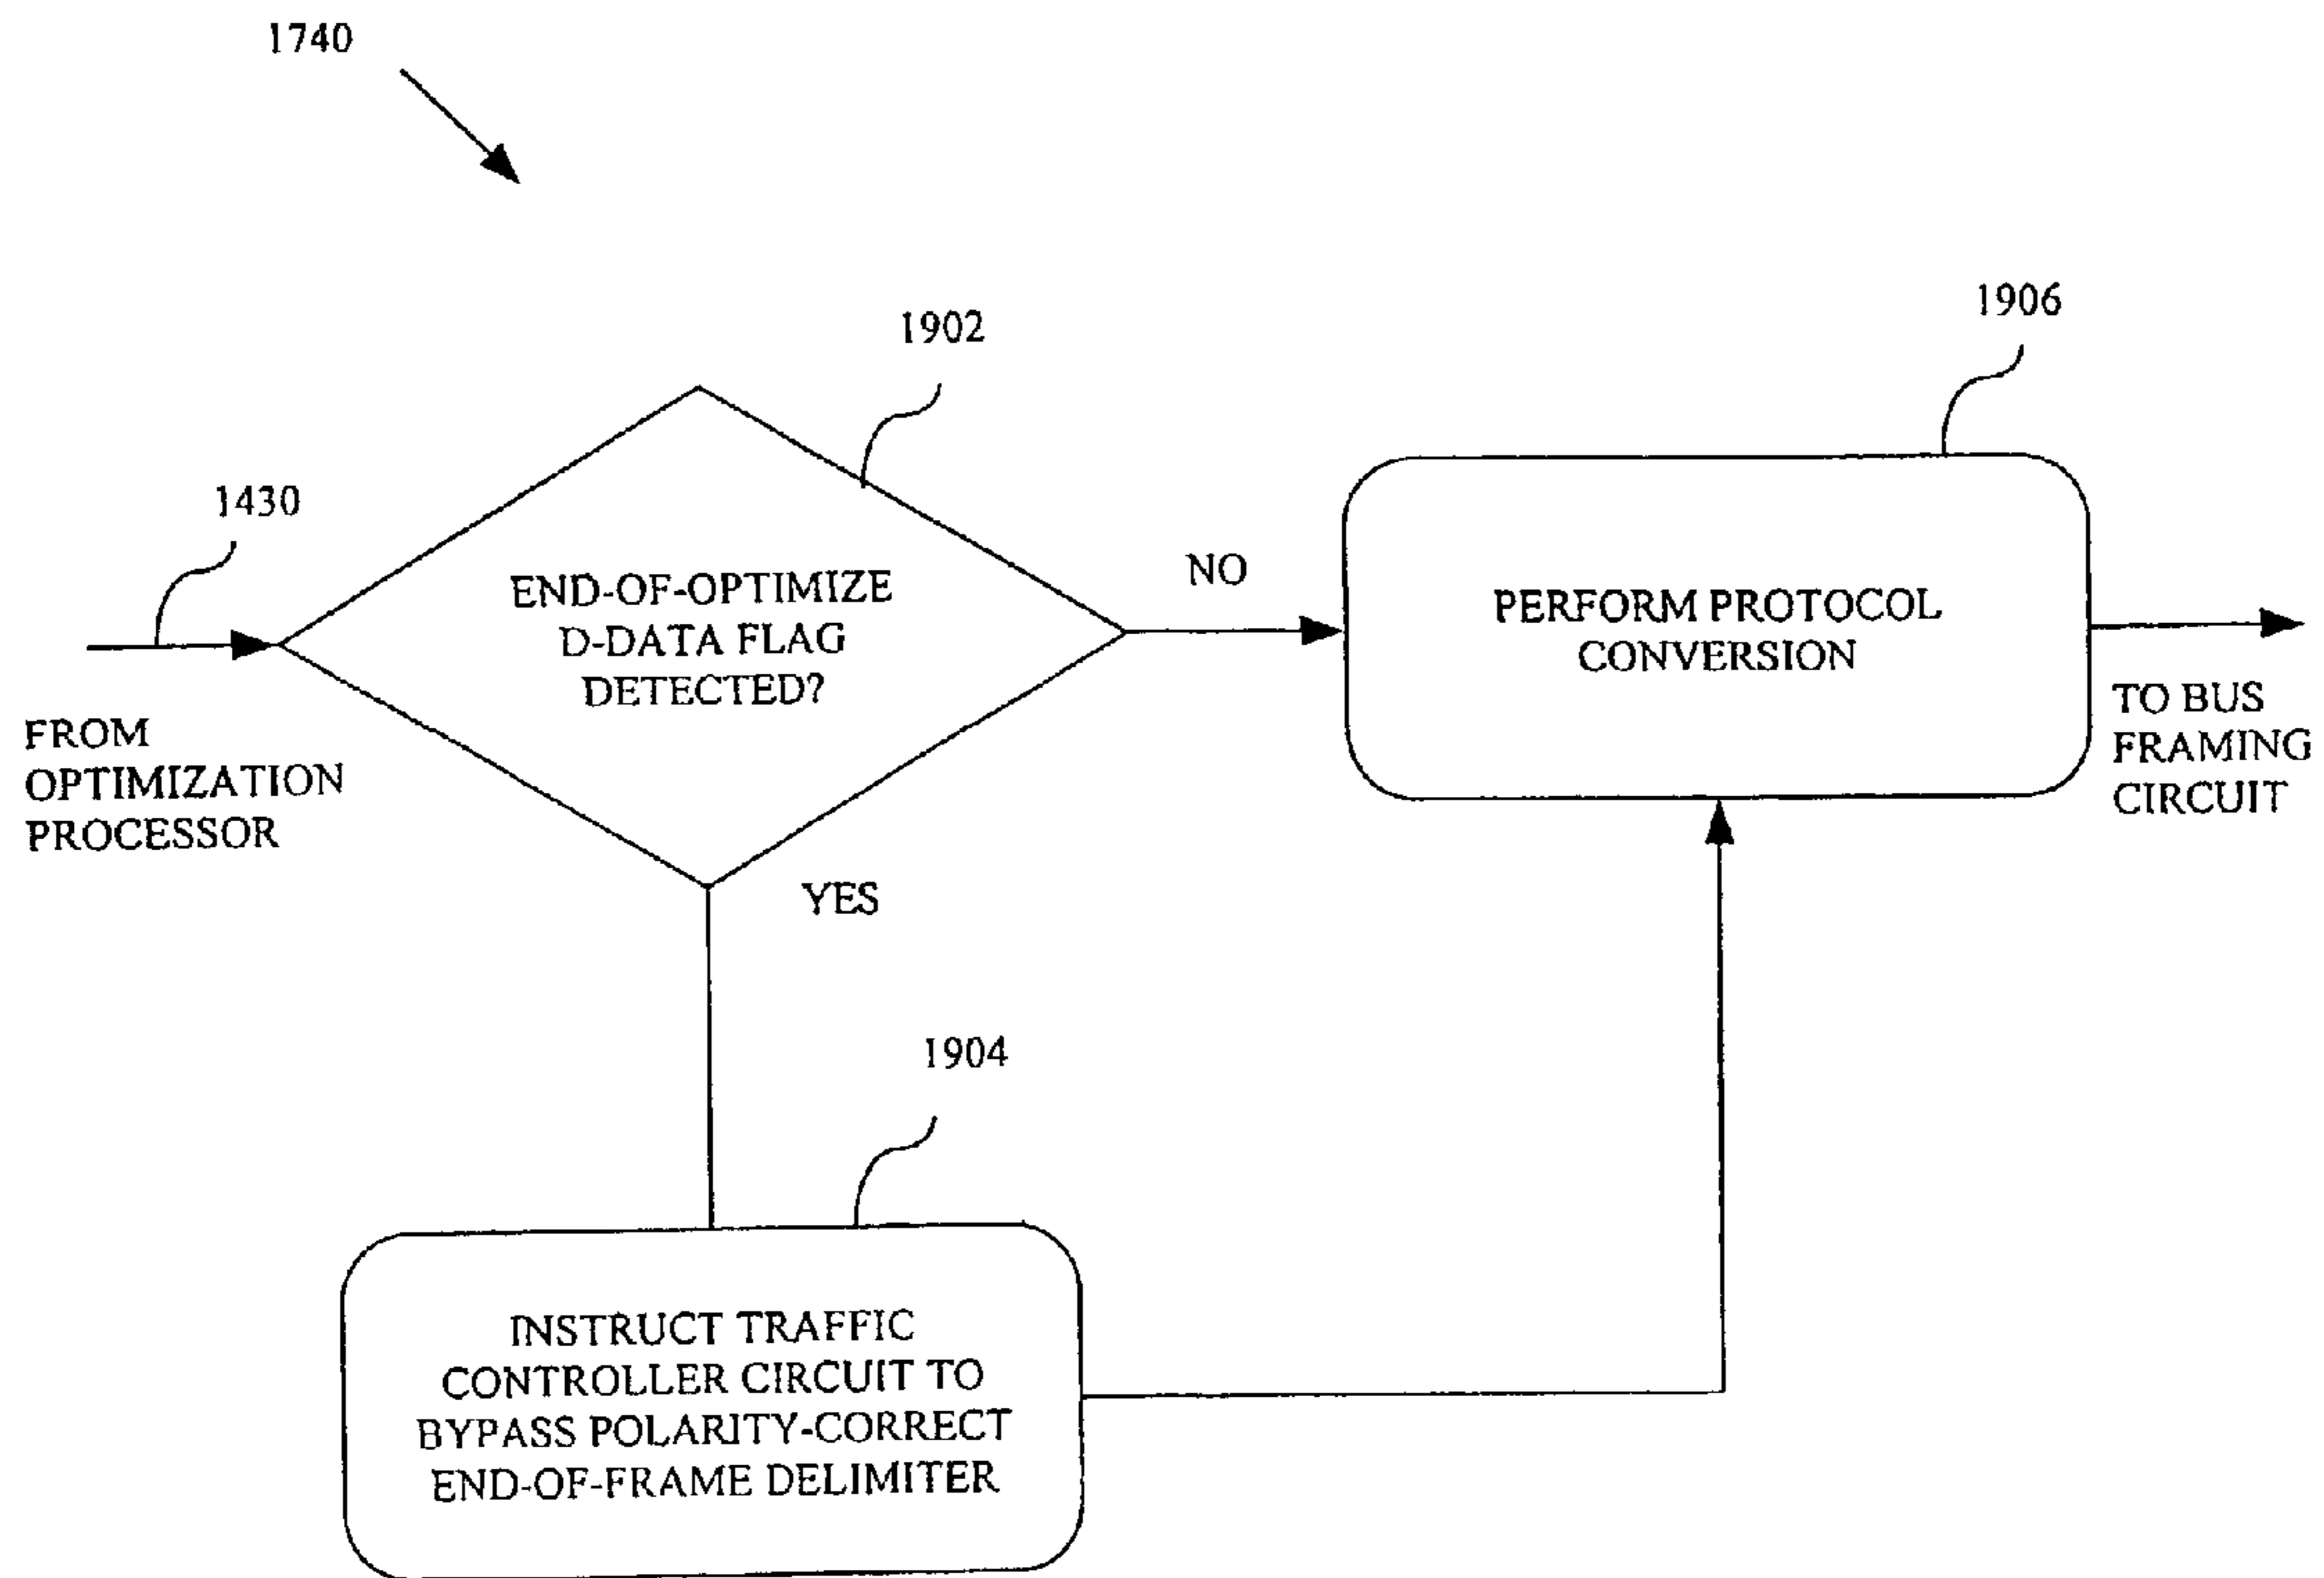 1740
1902
1906
1430
END-OF-OPTIMIZE
D-DATA FLAG
DETECTED?
NO
PERFORM PROTOCOL
CONVERSION
FROM
OPTIMIZATION
PROCESSOR
TO BUS
FRAMING
CIRCUIT
YES
1904
INSTRUCT TRAFFIC
CONTROLLER CIRCUIT TO
BYPASS POLARITY-CORRECT
END-OF-FRAME DELIMITER